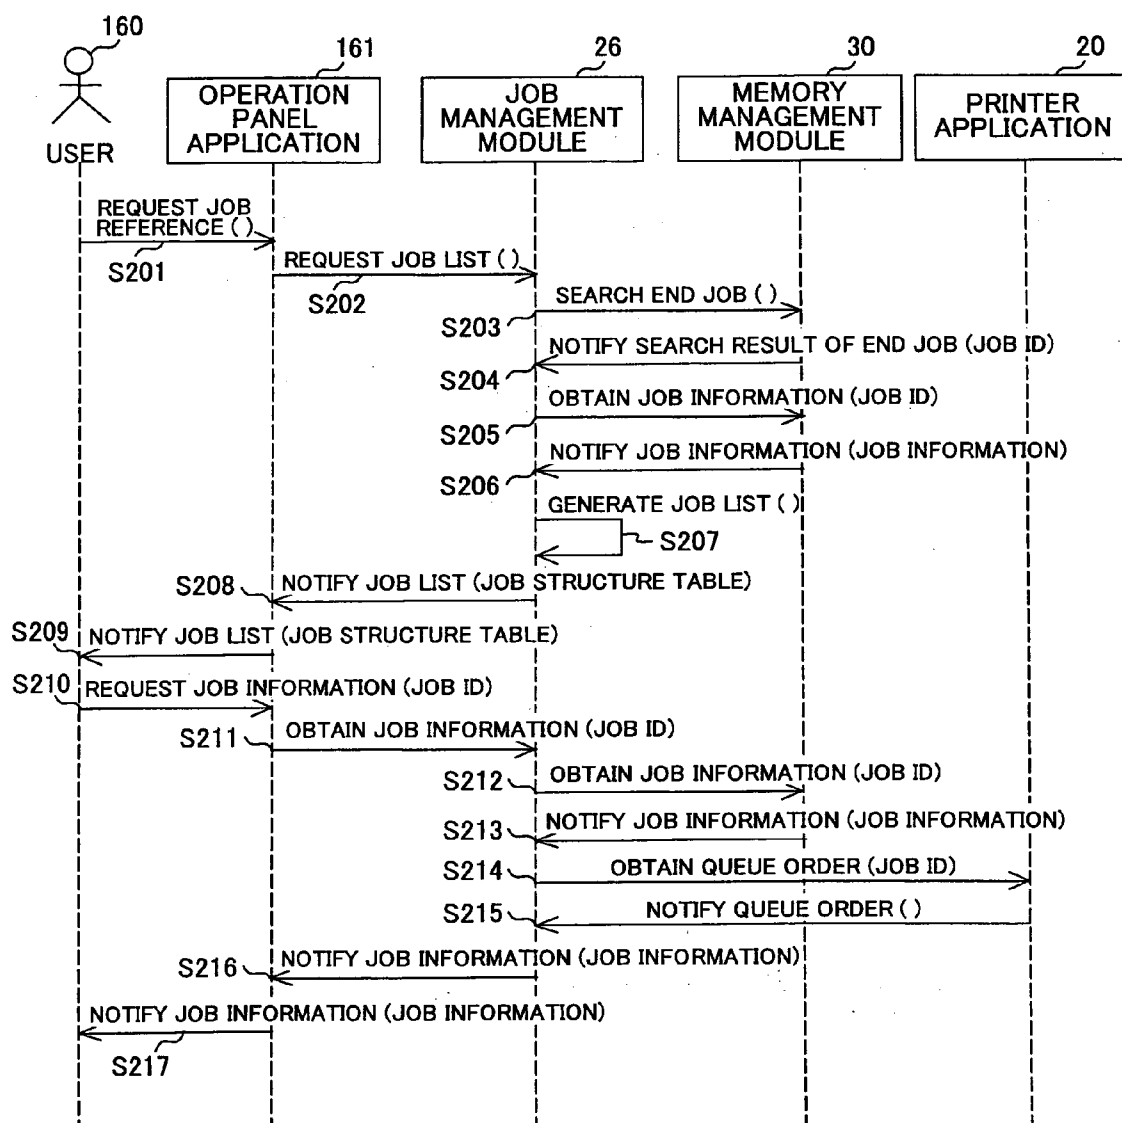 160
161
26
30
20
USER
OPERATION
PANEL
APPLICATION
JOB
MANAGEMENT
MODULE
MEMORY
MANAGEMENT
MODULE
PRINTER
APPLICATION
REQUEST JOB
REFERENCE ( )
S201
REQUEST JOB LIST ( )
S202
SEARCH END JOB ( )
S203
NOTIFY SEARCH RESULT OF END JOB (JOB ID)
S204
OBTAIN JOB INFORMATION (JOB ID)
S205
NOTIFY JOB INFORMATION (JOB INFORMATION)
S206
GENERATE JOB LIST ( )
S207
NOTIFY JOB LIST (JOB STRUCTURE TABLE)
S208
S209
NOTIFY JOB LIST (JOB STRUCTURE TABLE)
S210
REQUEST JOB INFORMATION (JOB ID)
OBTAIN JOB INFORMATION (JOB ID)
S211
OBTAIN JOB INFORMATION (JOB ID)
S212
NOTIFY JOB INFORMATION (JOB INFORMATION)
S213
OBTAIN QUEUE ORDER (JOB ID)
S214
NOTIFY QUEUE ORDER ( )
S215
NOTIFY JOB INFORMATION (JOB INFORMATION)
S216
NOTIFY JOB INFORMATION (JOB INFORMATION)
S217